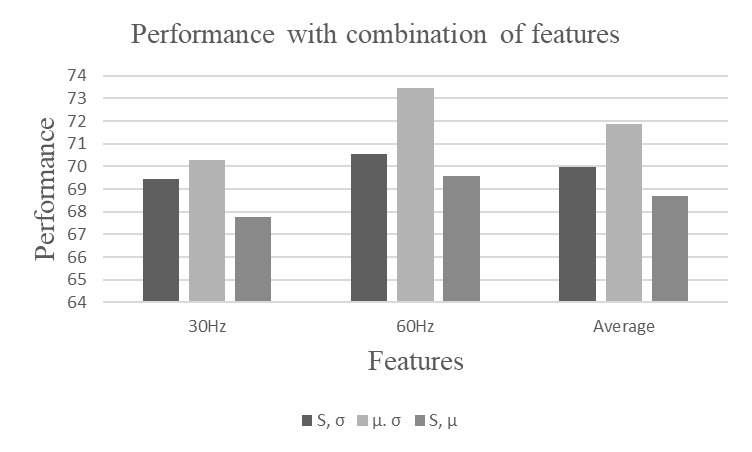 Performance with combination of features
Performance
74
73
72
71
70
69
68
67
66
65
64
30Hz 60Hz Average
Features
S, σ μ. σ S, μ